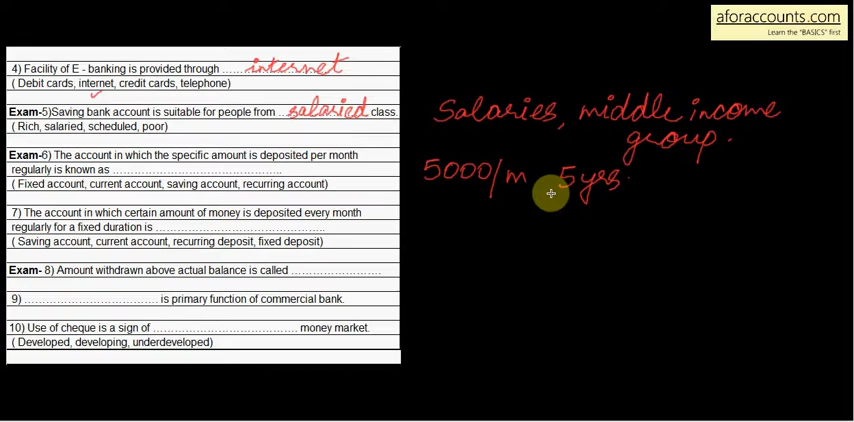 aforaccounts.com
Learn the "BASICS" first
4) Facility of E - banking is provided through ……internet
( Debit cards, internet, credit cards, telephone)
Exam-5)Saving bank account is suitable for people from …salaried class.
( Rich, salaried, scheduled, poor)
Exam-6) The account in which the specific amount is deposited per month
regularly is known as …………………………………………..
( Fixed account, current account, saving account, recurring account)
7) The account in which certain amount of money is deposited every month
regularly for a fixed duration is …………………………………………..
( Saving account, current account, recurring deposit, fixed deposit)
Exam- 8) Amount withdrawn above actual balance is called …………………….
9) ………………………………. is primary function of commercial bank.
10) Use of cheque is a sign of …………………………………. money market.
( Developed, developing, underdeveloped)
Salaries, middle income
group.
5000/m 5 yrs.